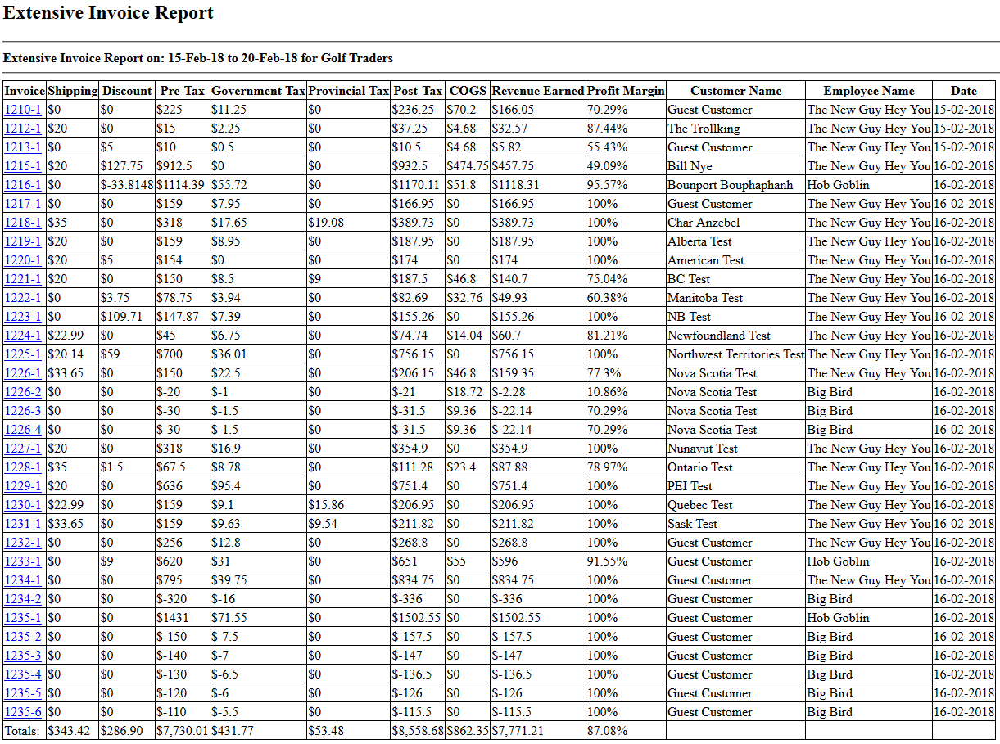 Extensive Invoice Report
Extensive Invoice Report on: 15-Feb-18 to 20-Feb-18 for Golf Traders
Invoice Shipping Discount Pre-Tax Government Tax Provincial Tax Post-Tax COGS Revenue Earned Profit Margin Customer Name Employee Name Date
1210-1 $0 $0 $225 $11.25 $0 $236.25 $70.2 $166.05 70.29% Guest Customer The New Guy Hey You 15-02-2018
1212-1 $20 $0 $15 $2.25 $0 $37.25 $4.68 $32.57 87.44% The Trollking The New Guy Hey You 15-02-2018
1213-1 $0 $5 $10 $0.5 $0 $10.5 $4.68 $5.82 55.43% Guest Customer The New Guy Hey You 15-02-2018
1215-1 $20 $127.75 $912.5 $0 $0 $932.5 $474.75 $457.75 49.09% Bill Nye The New Guy Hey You 16-02-2018
1216-1 $0 $-33.8148 $1114.39 $55.72 $0 $1170.11 $51.8 $1118.31 95.57% Bounport Bouphaphanh Hob Goblin 16-02-2018
1217-1 $0 $0 $159 $7.95 $0 $166.95 $0 $166.95 100% Guest Customer The New Guy Hey You 16-02-2018
1218-1 $35 $0 $318 $17.65 $19.08 $389.73 $0 $389.73 100% Char Anzebel The New Guy Hey You 16-02-2018
1219-1 $20 $0 $159 $8.95 $0 $187.95 $0 $187.95 100% Alberta Test The New Guy Hey You 16-02-2018
1220-1 $20 $5 $154 $0 $0 $174 $0 $174 100% American Test The New Guy Hey You 16-02-2018
1221-1 $20 $0 $150 $8.5 $9 $187.5 $46.8 $140.7 75.04% BC Test The New Guy Hey You 16-02-2018
1222-1 $0 $3.75 $78.75 $3.94 $0 $82.69 $32.76 $49.93 60.38% Manitoba Test The New Guy Hey You 16-02-2018
1223-1 $0 $109.71 $147.87 $7.39 $0 $155.26 $0 $155.26 100% NB Test The New Guy Hey You 16-02-2018
1224-1 $22.99 $0 $45 $6.75 $0 $74.74 $14.04 $60.7 81.21% Newfoundland Test The New Guy Hey You 16-02-2018
1225-1 $20.14 $59 $700 $36.01 $0 $756.15 $0 $756.15 100% Northwest Territories Test The New Guy Hey You 16-02-2018
1226-1 $33.65 $0 $150 $22.5 $0 $206.15 $46.8 $159.35 77.3% Nova Scotia Test The New Guy Hey You 16-02-2018
1226-2 $0 $0 $-20 $-1 $0 $-21 $18.72 $-2.28 10.86% Nova Scotia Test Big Bird 16-02-2018
1226-3 $0 $0 $-30 $-1.5 $0 $-31.5 $9.36 $-22.14 70.29% Nova Scotia Test Big Bird 16-02-2018
1226-4 $0 $0 $-30 $-1.5 $0 $-31.5 $9.36 $-22.14 70.29% Nova Scotia Test Big Bird 16-02-2018
1227-1 $20 $0 $318 $16.9 $0 $354.9 $0 $354.9 100% Nunavut Test The New Guy Hey You 16-02-2018
1228-1 $35 $1.5 $67.5 $8.78 $0 $111.28 $23.4 $87.88 78.97% Ontario Test The New Guy Hey You 16-02-2018
1229-1 $20 $0 $636 $95.4 $0 $751.4 $0 $751.4 100% PEI Test The New Guy Hey You 16-02-2018
1230-1 $22.99 $0 $159 $9.1 $15.86 $206.95 $0 $206.95 100% Quebec Test The New Guy Hey You 16-02-2018
1231-1 $33.65 $0 $159 $9.63 $9.54 $211.82 $0 $211.82 100% Sask Test The New Guy Hey You 16-02-2018
1232-1 $0 $0 $256 $12.8 $0 $268.8 $0 $268.8 100% Guest Customer The New Guy Hey You 16-02-2018
1233-1 $0 $9 $620 $31 $0 $651 $55 $596 91.55% Guest Customer Hob Goblin 16-02-2018
1234-1 $0 $0 $795 $39.75 $0 $834.75 $0 $834.75 100% Guest Customer The New Guy Hey You 16-02-2018
1234-2 $0 $0 $-320 $-16 $0 $-336 $0 $-336 100% Guest Customer Big Bird 16-02-2018
1235-1 $0 $0 $1431 $71.55 $0 $1502.55 $0 $1502.55 100% Guest Customer Hob Goblin 16-02-2018
1235-2 $0 $0 $-150 $-7.5 $0 $-157.5 $0 $-157.5 100% Guest Customer Big Bird 16-02-2018
1235-3 $0 $0 $-140 $-7 $0 $-147 $0 $-147 100% Guest Customer Big Bird 16-02-2018
1235-4 $0 $0 $-130 $-6.5 $0 $-136.5 $0 $-136.5 100% Guest Customer Big Bird 16-02-2018
1235-5 $0 $0 $-120 $-6 $0 $-126 $0 $-126 100% Guest Customer Big Bird 16-02-2018
1235-6 $0 $0 $-110 $-5.5 $0 $-115.5 $0 $-115.5 100% Guest Customer Big Bird 16-02-2018
Totals: $343.42 $286.90 $7,730.01 $431.77 $53.48 $8,558.68 $862.35 $7,771.21 87.08%